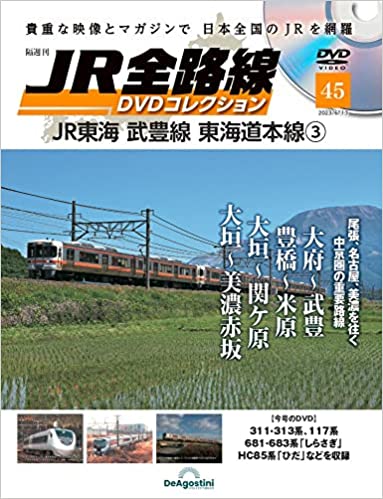 貴重な映像とマガジンで 日本全国のJRを網羅
隔週刊
JR全路線
DVDコレクション
DVD
VIDEO
45
2023/6/13
JR東海 武豊線 東海道本線③
尾張、名古屋、美濃を往く
中京圏の重要路線
大府~武豊
豊橋~米原
大垣~関ケ原
大垣~美濃赤坂
【今号のDVD】
311・313系、117系
681・683系「しらさぎ」
HC85系「ひだ」などを収録
DeAGOSTINI